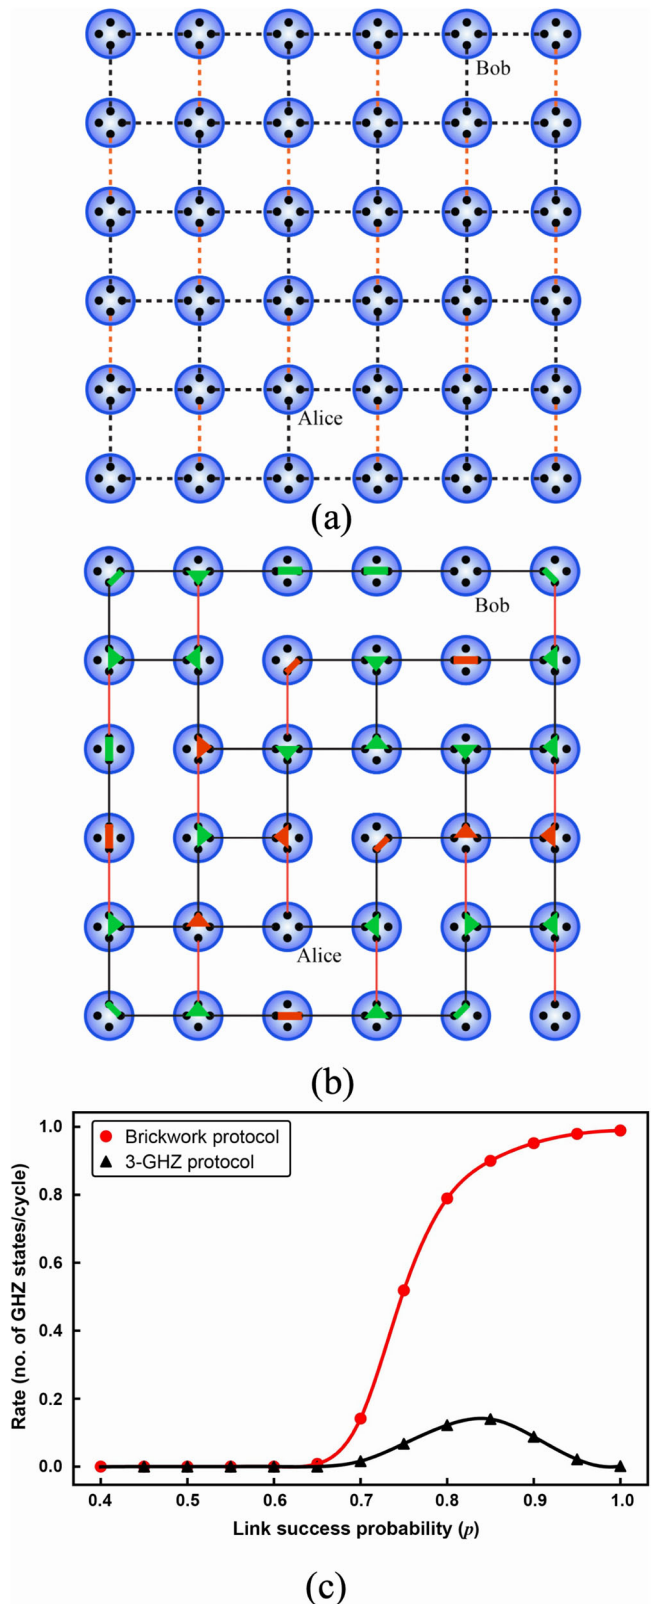 Bob
Alice
(a)
Bob
Alice
(b)
Brickwork protocol
3-GHZ protocol
Rate (no. of GHZ states/cycle)
1.0
0.8
0.6
0.4
0.2
0.0
0.4 0.5 0.6 0.7 0.8 0.9 1.0
Link success probability (p)
(c)